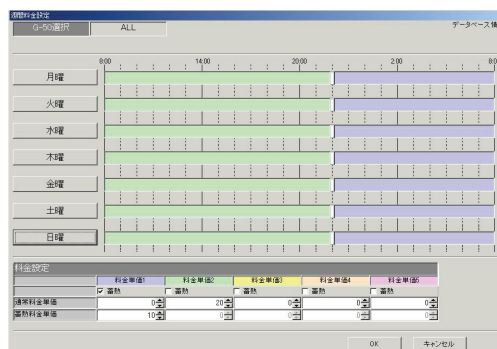 週間料金設定
G-50選択 ALL データベース情
8:00 14:00 20:00 2:00 8:0
月曜
火曜
水曜
木曜
金曜
土曜
日曜
料金設定
料金単価1 料金単価2 料金単価3 料金単価4 料金単価5
蓄熱 蓄熱 蓄熱 蓄熱 蓄熱
通常料金単価 0 20 0 0 0
蓄熱料金単価 10 0 0 0 0
OK キャンセル